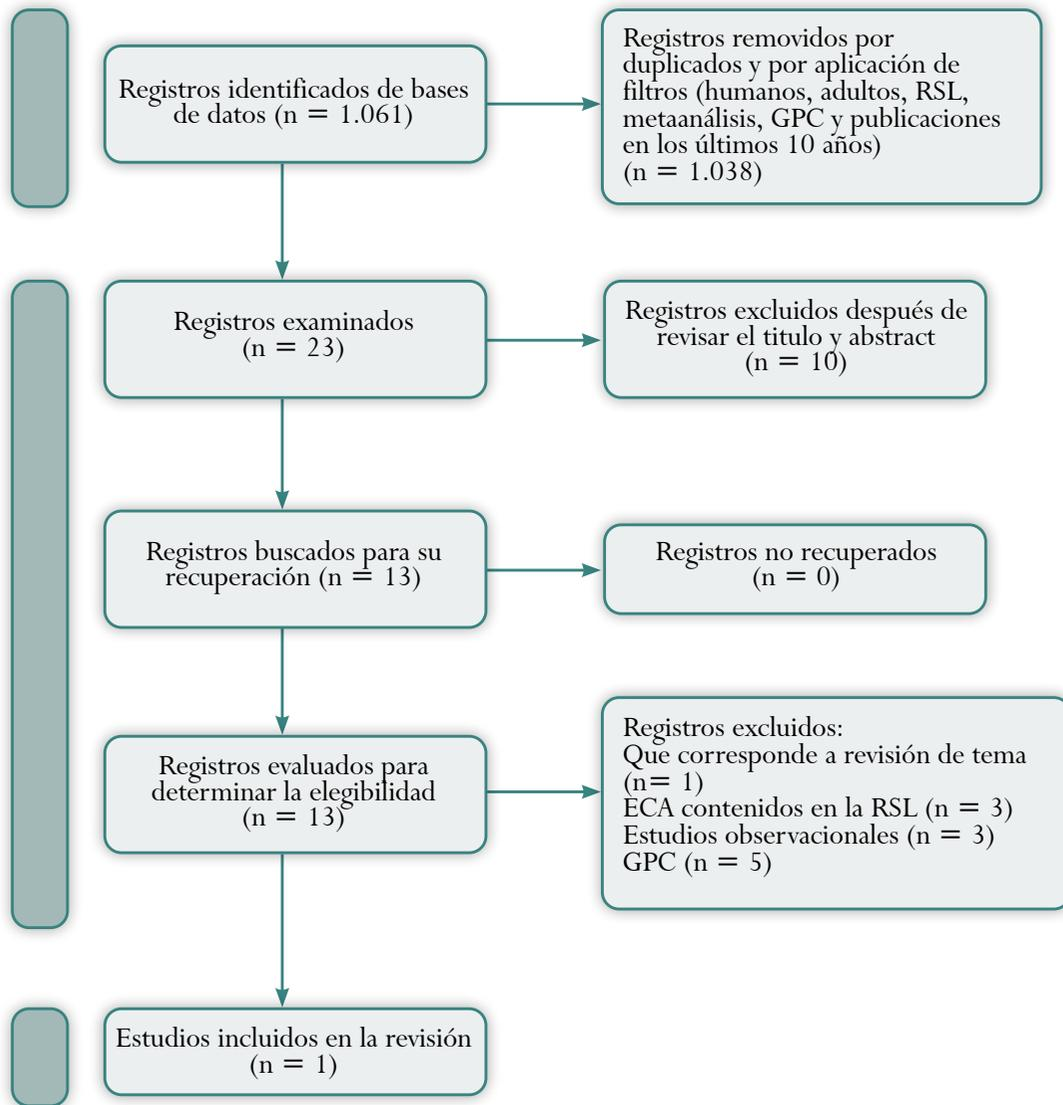 Registros identificados de bases
de datos (n = 1.061)
Registros removidos por
duplicados y por aplicación de
filtros (humanos, adultos, RSL,
metaanálisis, GPC y publicaciones
en los últimos 10 años)
(n = 1.038)
Registros examinados
(n = 23)
Registros excluidos después de
revisar el titulo y abstract
(n = 10)
Registros buscados para su
recuperación (n = 13)
Registros no recuperados
(n = 0)
Registros evaluados para
determinar la elegibilidad
(n = 13)
Registros excluidos:
Que corresponde a revisión de tema
(n= 1)
ECA contenidos en la RSL (n = 3)
Estudios observacionales (n = 3)
GPC (n = 5)
Estudios incluidos en la revisión
(n = 1)